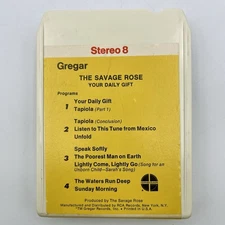 Stereo 8
Gregar
THE SAVAGE ROSE
YOUR DAILY GIFT
Programs
1 Your Daily Gift
Tapiola (Part 1)
Tapiola (Conclusion)
2 Listen to This Tune from Mexico
Unfold
Speak Softly
3 The Poorest Man on Earth
Lightly Come, Lightly Go (Song for an
Unborn Child—Sarah's Song)
4 The Waters Run Deep
Sunday Morning
Produced by The Savage Rose
Manufactured and Distributed by RCA Records, New York, N.Y.
TM Gregar Records, Inc. • Printed in U.S.A.